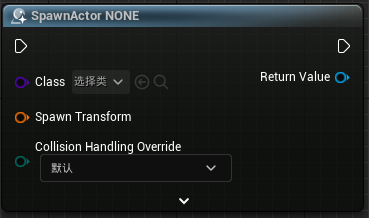 SpawnActor NONE
Class 选择类
Return Value
Spawn Transform
Collision Handling Override
默认